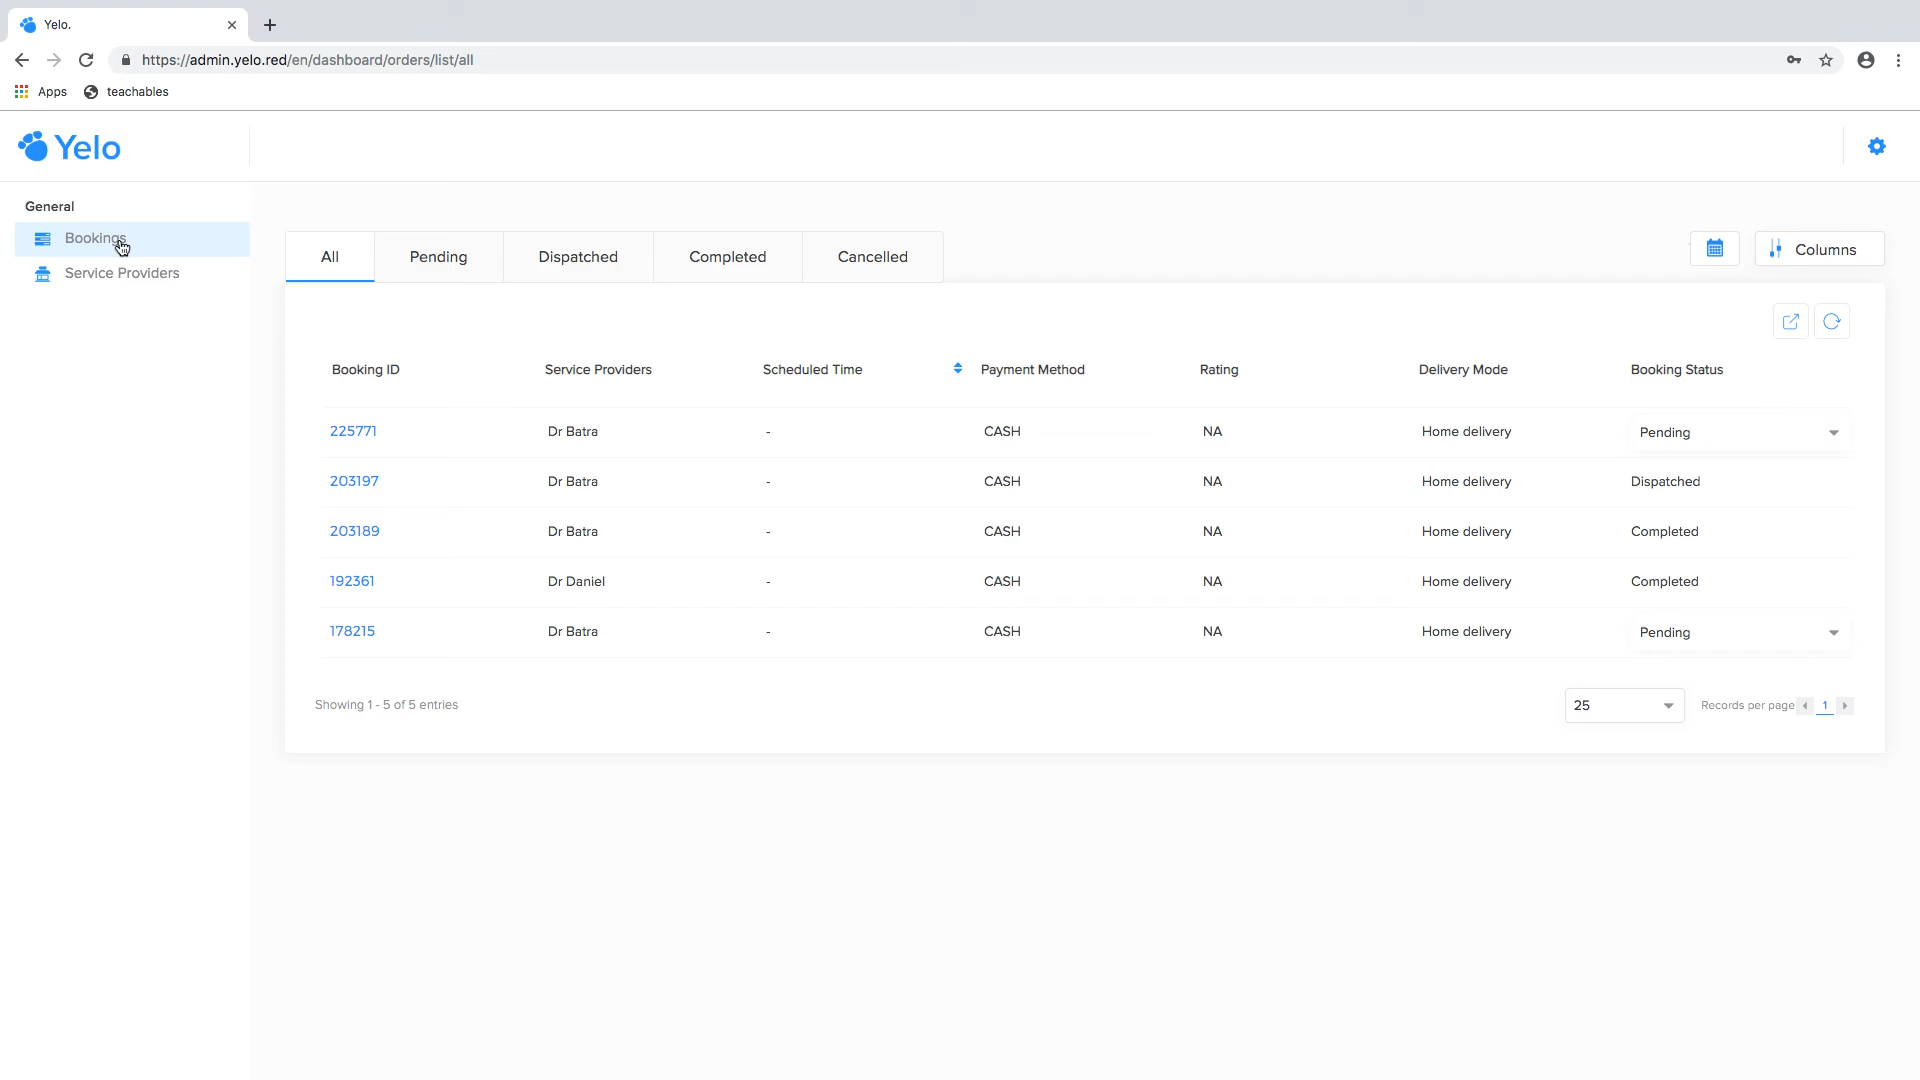 Yelo.
https://admin.yelo.red/en/dashboard/orders/list/all
Apps teachables
Yelo
General
Bookings
Service Providers
All Pending Dispatched Completed Cancelled Columns
Booking ID Service Providers Scheduled Time Payment Method Rating Delivery Mode Booking Status
225771 Dr Batra - CASH NA Home delivery Pending
203197 Dr Batra - CASH NA Home delivery Dispatched
203189 Dr Batra - CASH NA Home delivery Completed
192361 Dr Daniel - CASH NA Home delivery Completed
178215 Dr Batra - CASH NA Home delivery Pending
Showing 1 - 5 of 5 entries 25 Records per page 1